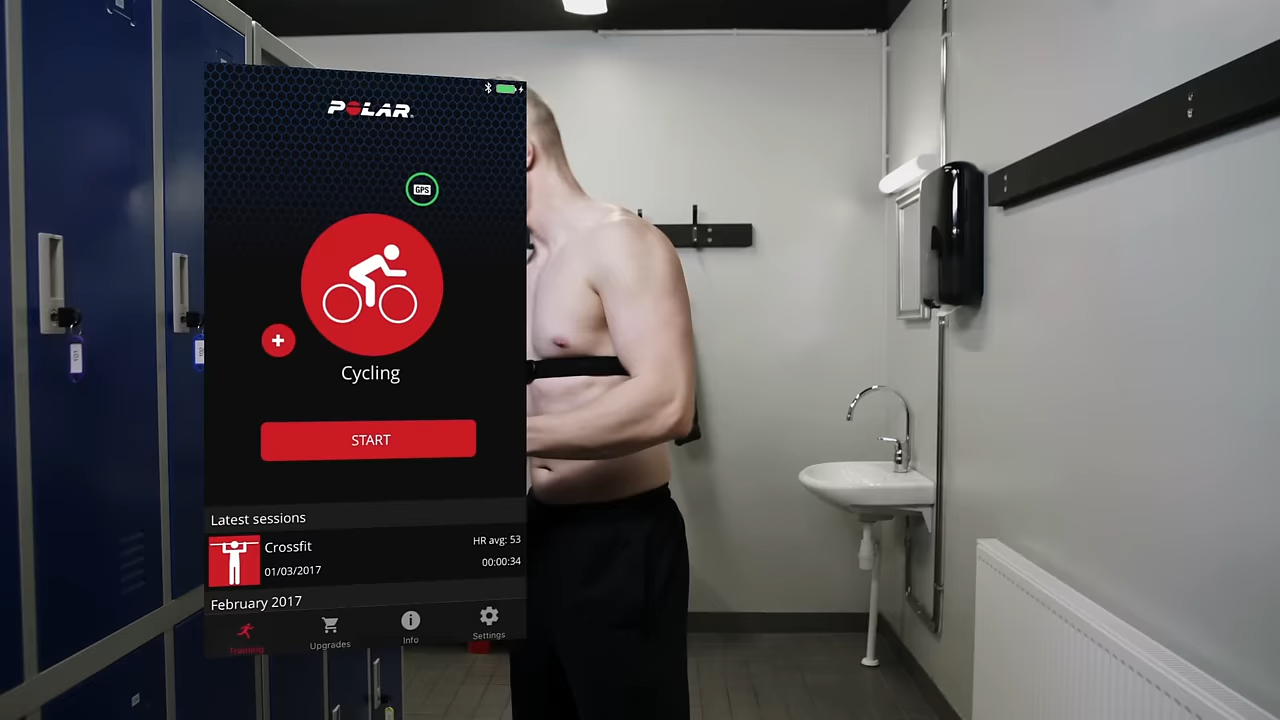 POLAR
GPS
Cycling
START
Latest sessions
Crossfit
HR avg: 53
01/03/2017
00:00:34
February 2017
Training
Upgrades
Info
Settings